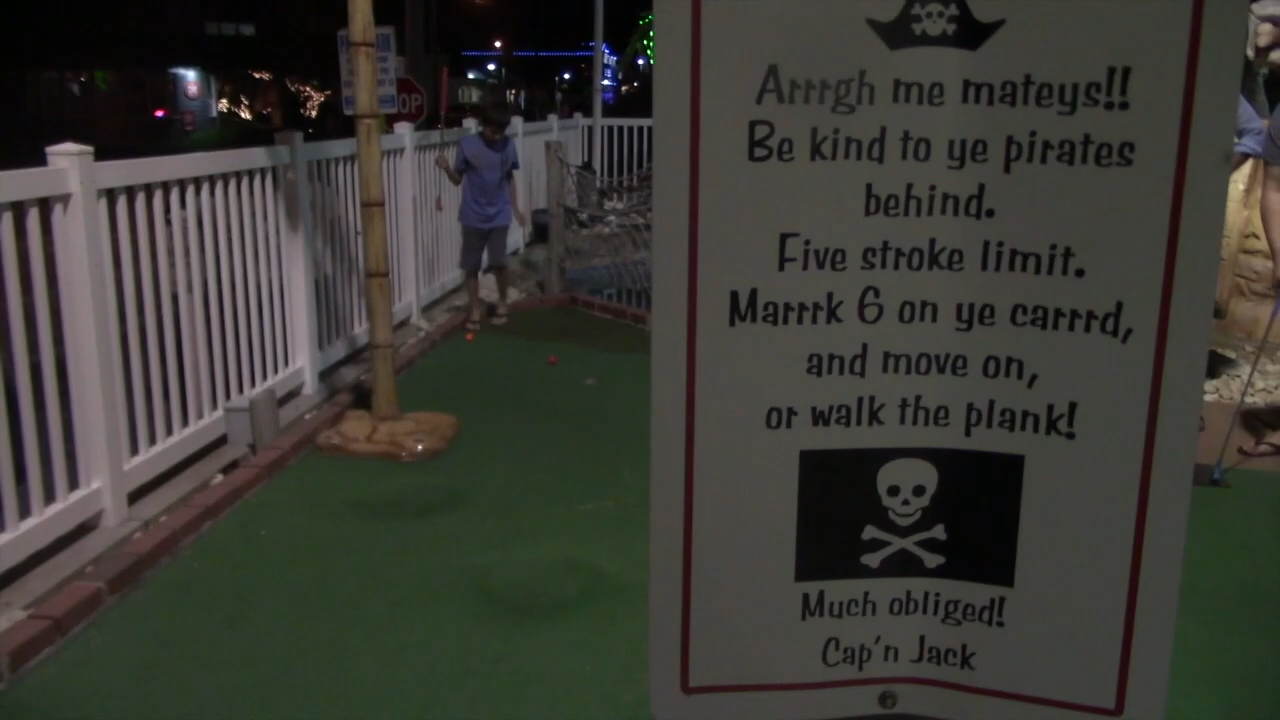 OP
Arrrgh me mateys!!
Be kind to ye pirates
behind.
Five stroke limit.
Marrrk 6 on ye carrrd,
and move on,
or walk the plank!
Much obliged!
Cap'n Jack